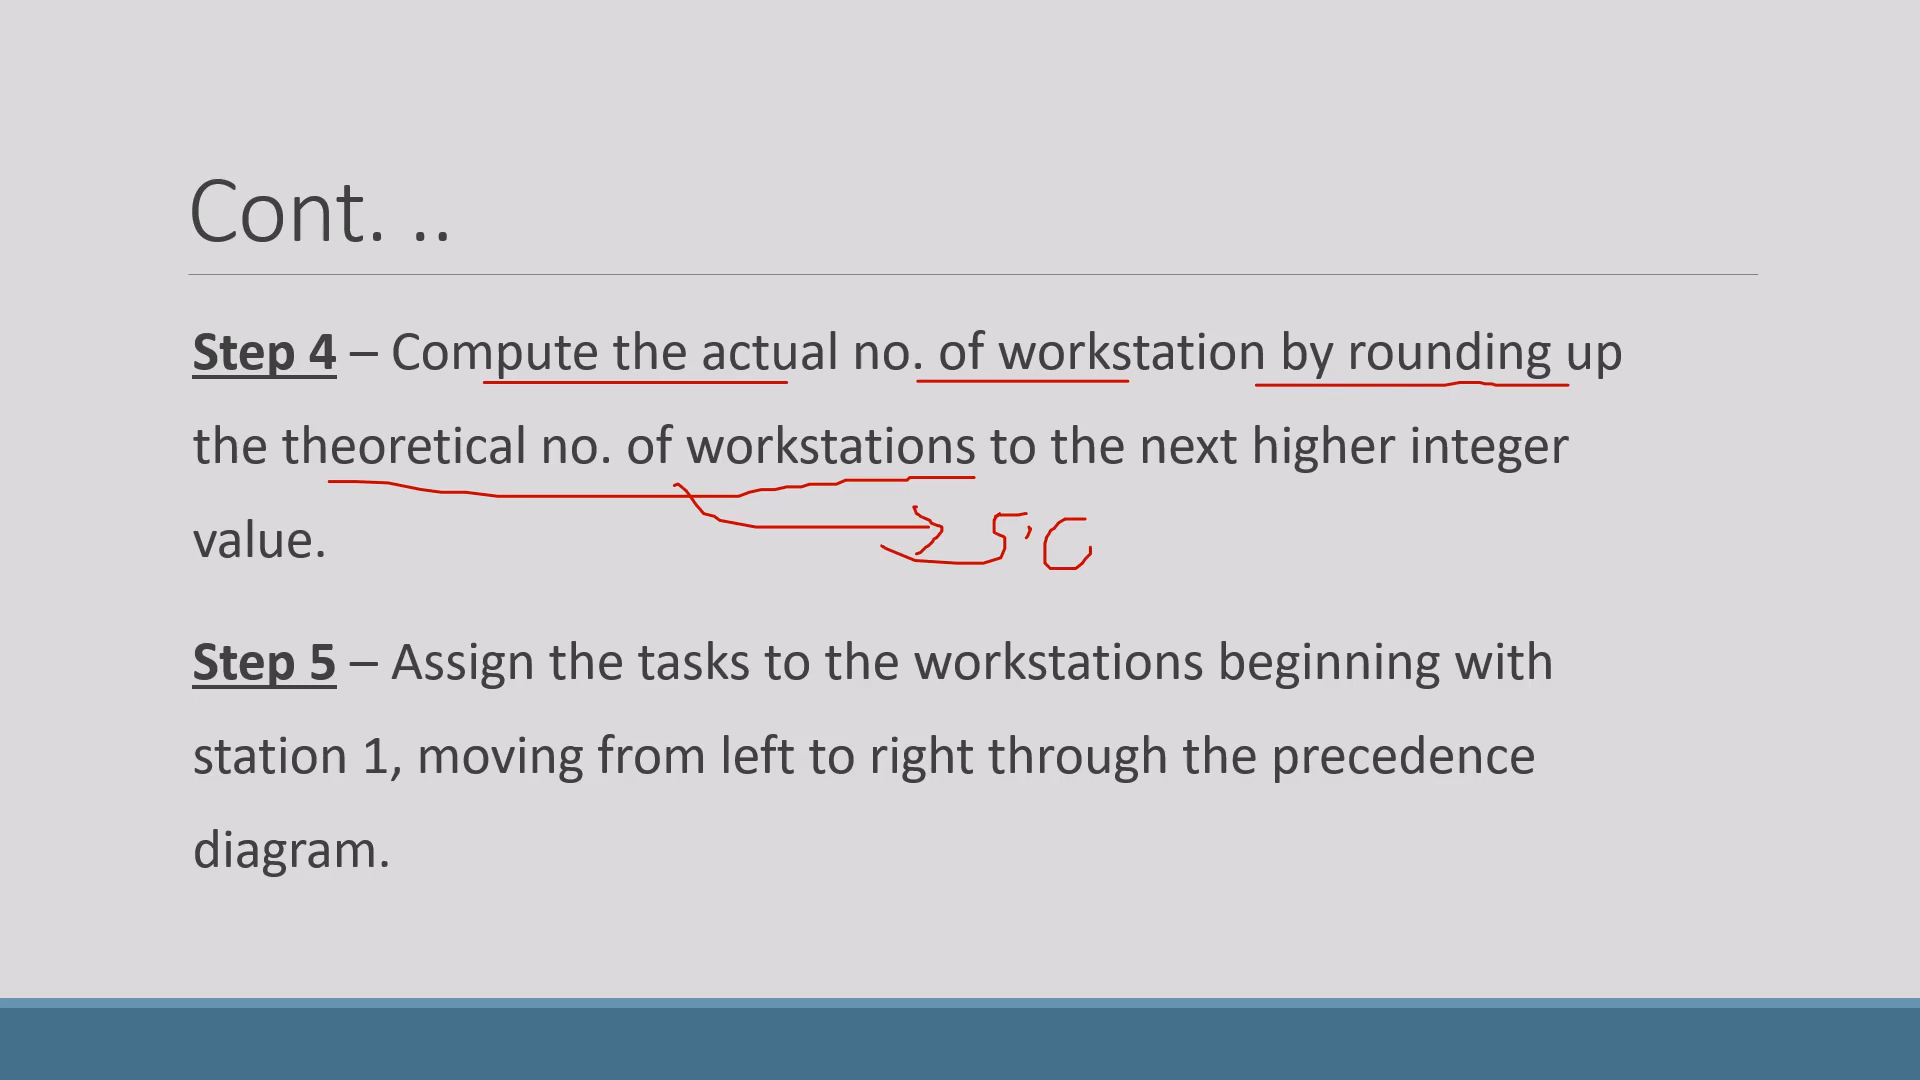 Cont. ..
Step 4 – Compute the actual no. of workstation by rounding up
the theoretical no. of workstations to the next higher integer
value.
Step 5 – Assign the tasks to the workstations beginning with
station 1, moving from left to right through the precedence
diagram.